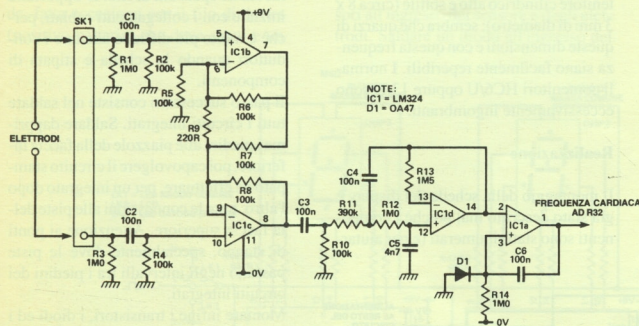 SK1
C1
100n
R1
1M0
R2
100k
ELETTRODI
C2
100n
R3
1M0
R4
100k
+9V
4
5
6
7
IC1b
R5
100k
R6
100k
R9
220R
R7
100k
R8
100k
9
10
8
IC1c
11
0V
C3
100n
R10
100k
NOTE:
IC1 = LM324
D1 = OA47
C4
100n
R11
390k
R12
1M0
R13
1M5
C5
4n7
13
12
14
IC1d
2
3
1
IC1a
D1
C6
100n
R14
1M0
0V
FREQUENZA CARDIACA
AD R32